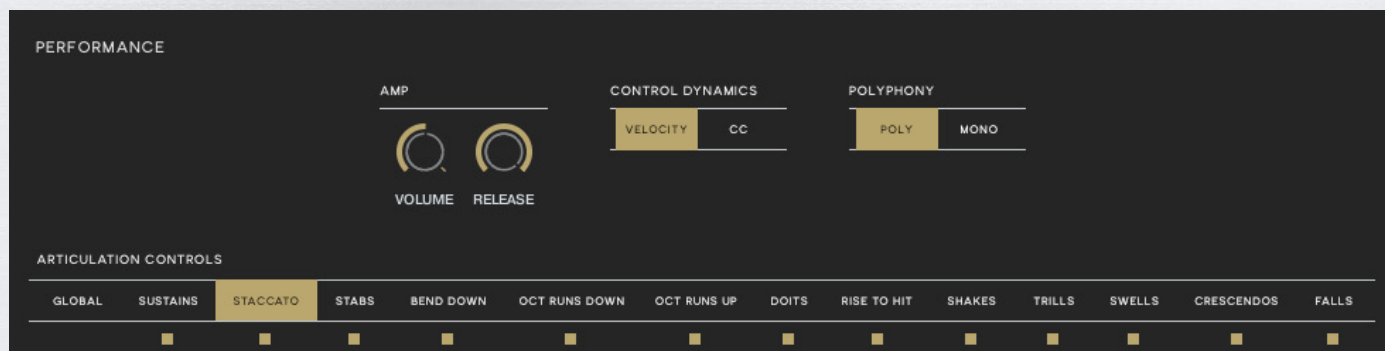 PERFORMANCE
AMP CONTROL DYNAMICS POLYPHONY
VELOCITY CC POLY MONO
VOLUME RELEASE
ARTICULATION CONTROLS
GLOBAL SUSTAINS STACCATO STABS BEND DOWN OCT RUNS DOWN OCT RUNS UP DOITS RISE TO HIT SHAKES TRILLS SWELLS CRESCENDOS FALLS